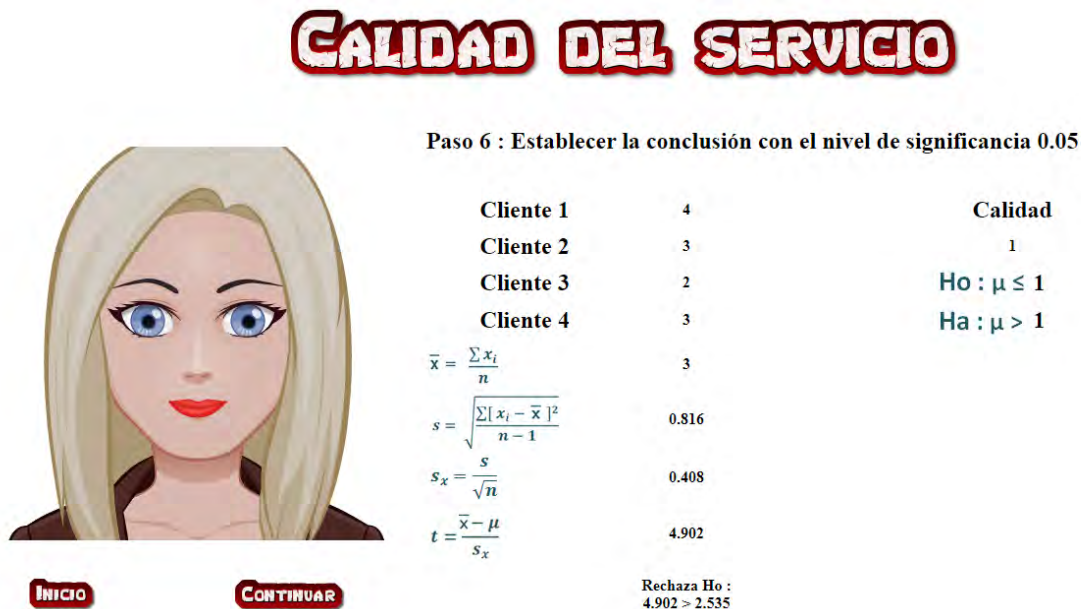 CALIDAD DEL SERVICIO
Paso 6 : Establecer la conclusión con el nivel de significancia 0.05
Cliente 1 4 Calidad
Cliente 2 3 1
Cliente 3 2 Ho : μ ≤ 1
Cliente 4 3 Ha : μ > 1
x̅ = ∑ xᵢ / n 3
s = √(∑[ xᵢ − x̅ ]² / n − 1) 0.816
sₓ = s / √n 0.408
t = x̅ − μ / sₓ 4.902
INICIO CONTINUAR Rechaza Ho :
4.902 > 2.535